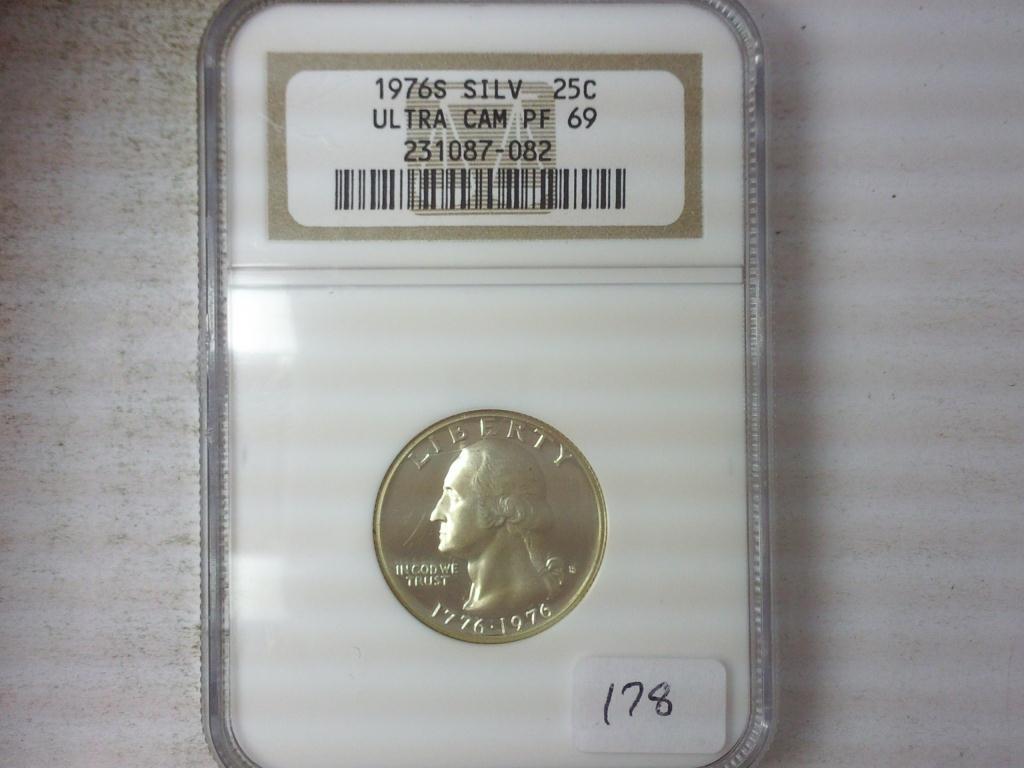 1976S SILV 25C
ULTRA CAM PF 69
231087-082
LIBERTY
IN GOD WE
TRUST
S
1776·1976
178